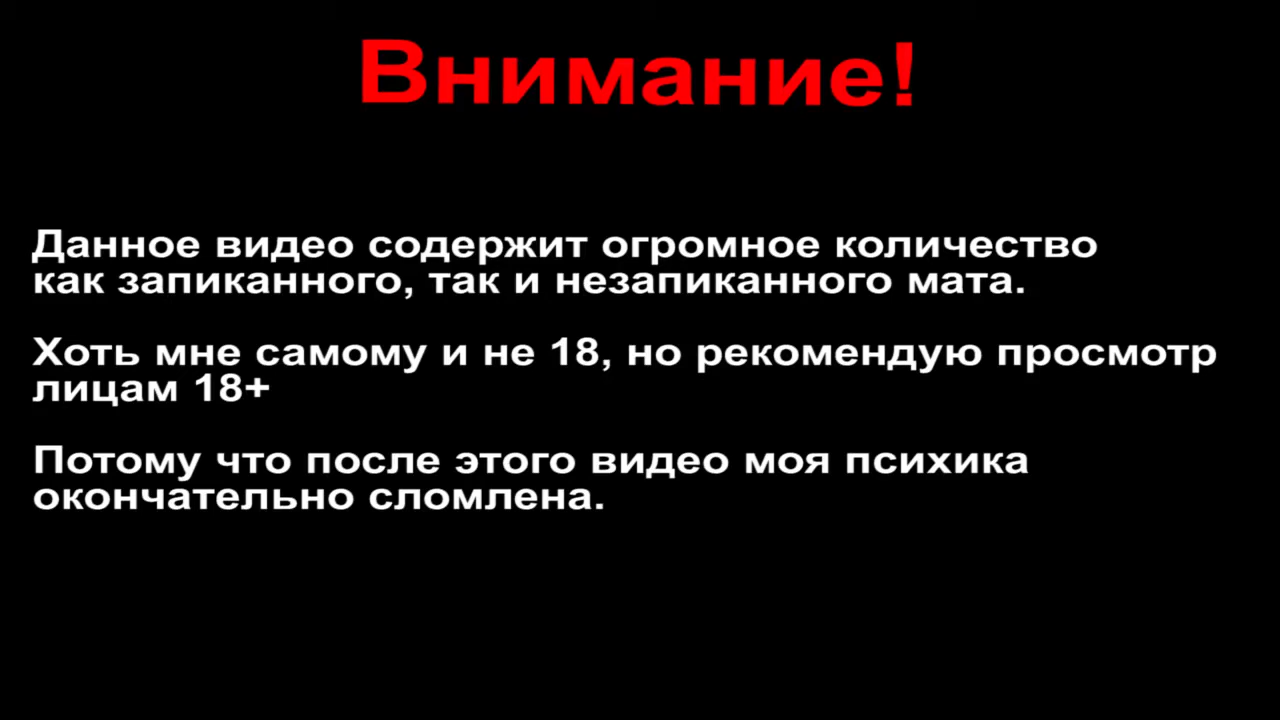 Внимание!
Данное видео содержит огромное количество
как запиканного, так и незапиканного мата.
Хоть мне самому и не 18, но рекомендую просмотр
лицам 18+
Потому что после этого видео моя психика
окончательно сломлена.